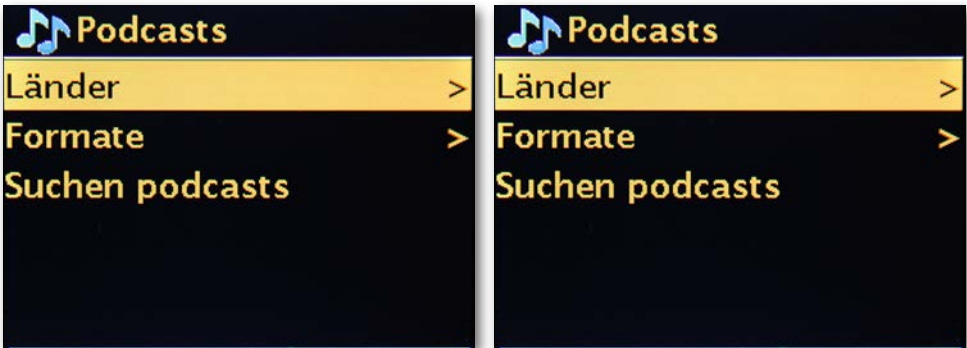 Podcasts
Länder >
Formate >
Suchen podcasts
Podcasts
Länder >
Formate >
Suchen podcasts